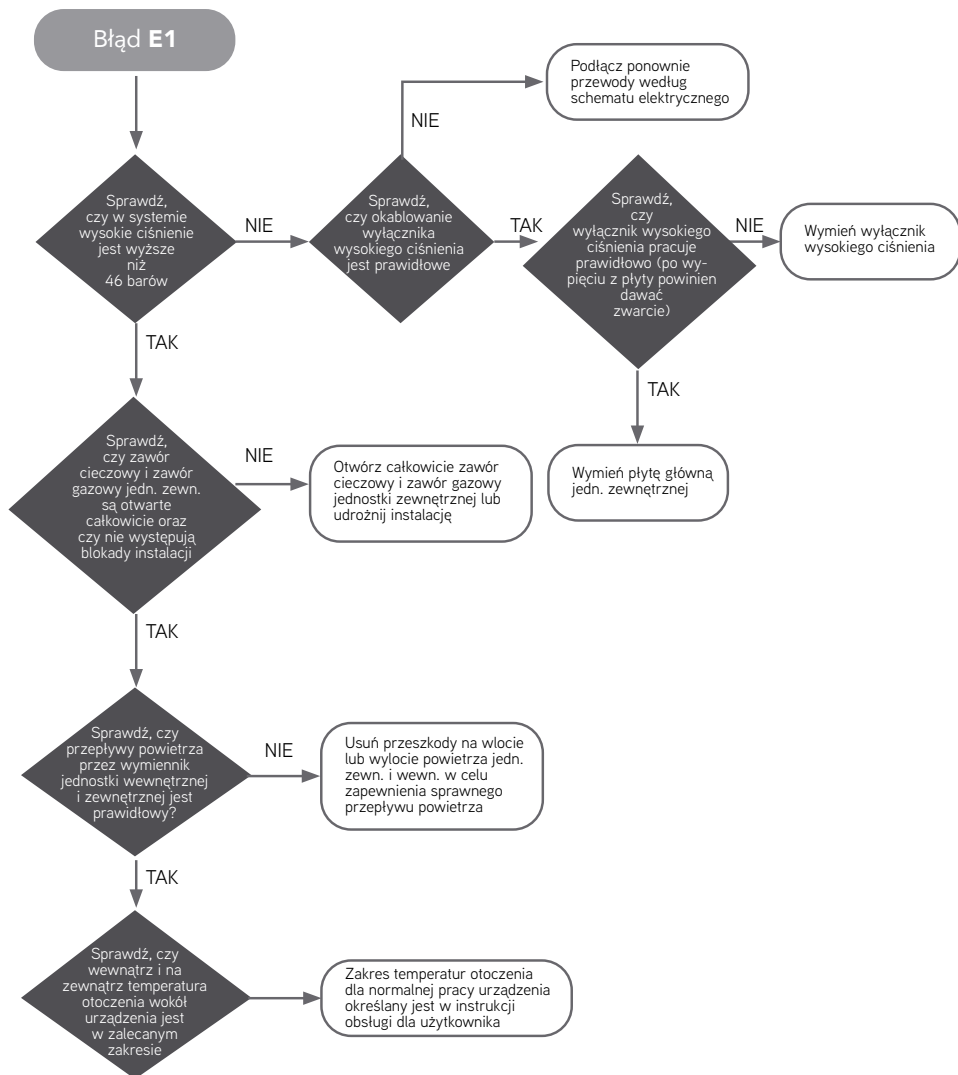 Błąd E1
Podłącz ponownie
przewody według
schematu elektrycznego
NIE
Sprawdź,
czy w systemie
wysokie ciśnienie
jest wyższe
niż
46 barów
NIE
Sprawdź,
czy okablowanie
wyłącznika
wysokiego ciśnienia
jest prawidłowe
TAK
Sprawdź,
czy
wyłącznik wysokiego
ciśnienia pracuje
prawidłowo (po wy-
pięciu z płyty powinien
dawać
zwarcie)
NIE
Wymień wyłącznik
wysokiego ciśnienia
TAK
TAK
Wymień płytę główną
jedn. zewnętrznej
Sprawdź,
czy zawór
cieczowy i zawór
gazowy jedn. zewn.
są otwarte
całkowicie oraz
czy nie występują
blokady instalacji
NIE
Otwórz całkowicie zawór
cieczowy i zawór gazowy
jednostki zewnętrznej lub
udrożnij instalację
TAK
Sprawdź, czy
przepływy powietrza
przez wymiennik
jednostki wewnętrznej
i zewnętrznej jest
prawidłowy?
NIE
Usuń przeszkody na wlocie
lub wylocie powietrza jedn.
zewn. i wewn. w celu
zapewnienia sprawnego
przepływu powietrza
TAK
Sprawdź, czy
wewnątrz i na
zewnątrz temperatura
otoczenia wokół
urządzenia jest
w zalecanym
zakresie
Zakres temperatur otoczenia
dla normalnej pracy urządzenia
określany jest w instrukcji
obsługi dla użytkownika